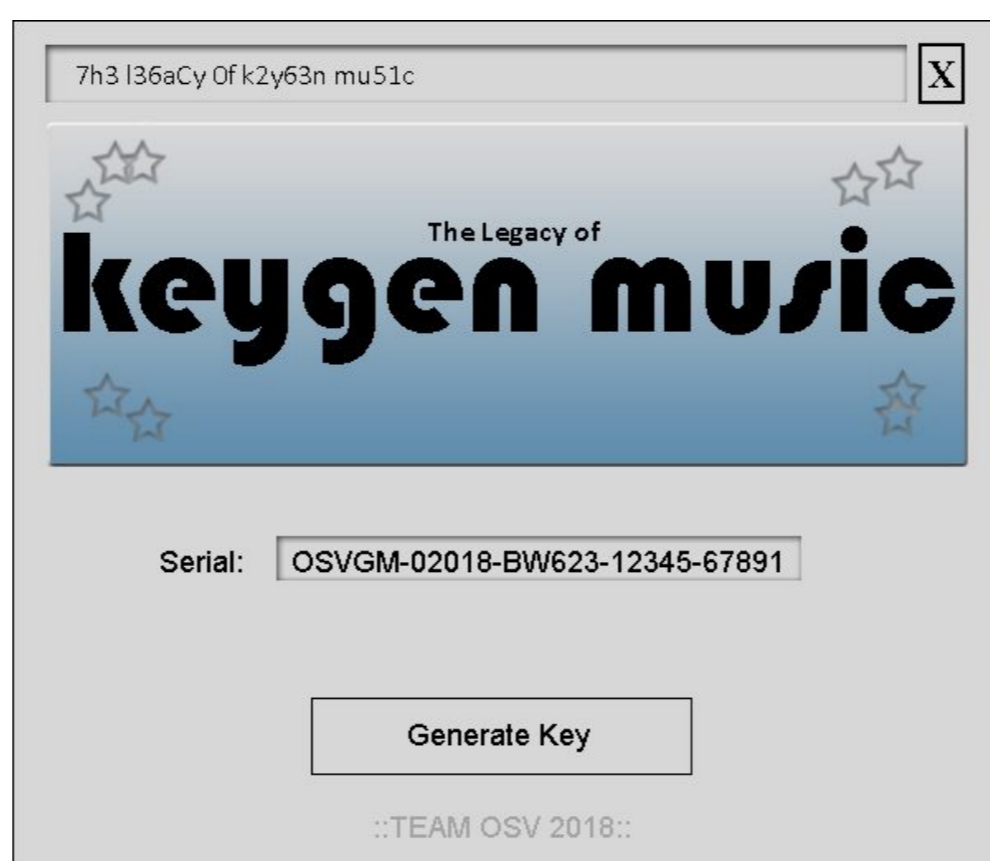 7h3 l36aCy 0f k2y63n mu51c
X
The Legacy of
keygen music
Serial: OSVGM-02018-BW623-12345-67891
Generate Key
::TEAM OSV 2018::